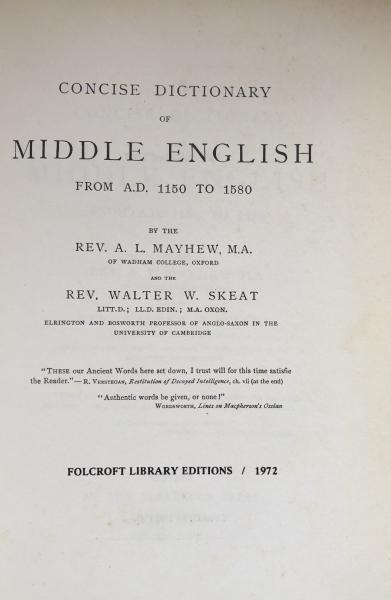 CONCISE DICTIONARY
OF
MIDDLE ENGLISH
FROM A.D. 1150 TO 1580
BY THE
REV. A. L. MAYHEW, M.A.
OF WADHAM COLLEGE, OXFORD
AND THE
REV. WALTER W. SKEAT
LITT.D.; LL.D. EDIN.; M.A. OXON.
ELRINGTON AND BOSWORTH PROFESSOR OF ANGLO-SAXON IN THE
UNIVERSITY OF CAMBRIDGE
"THESE our Ancient Words here set down, I trust will for this time satisfie
the Reader."—R. VERSTEGAN, Restitution of Decayed Intelligence, ch. vii (at the end)
"Authentic words be given, or none!"
WORDSWORTH, Lines on Macpherson's Ossian
FOLCROFT LIBRARY EDITIONS / 1972